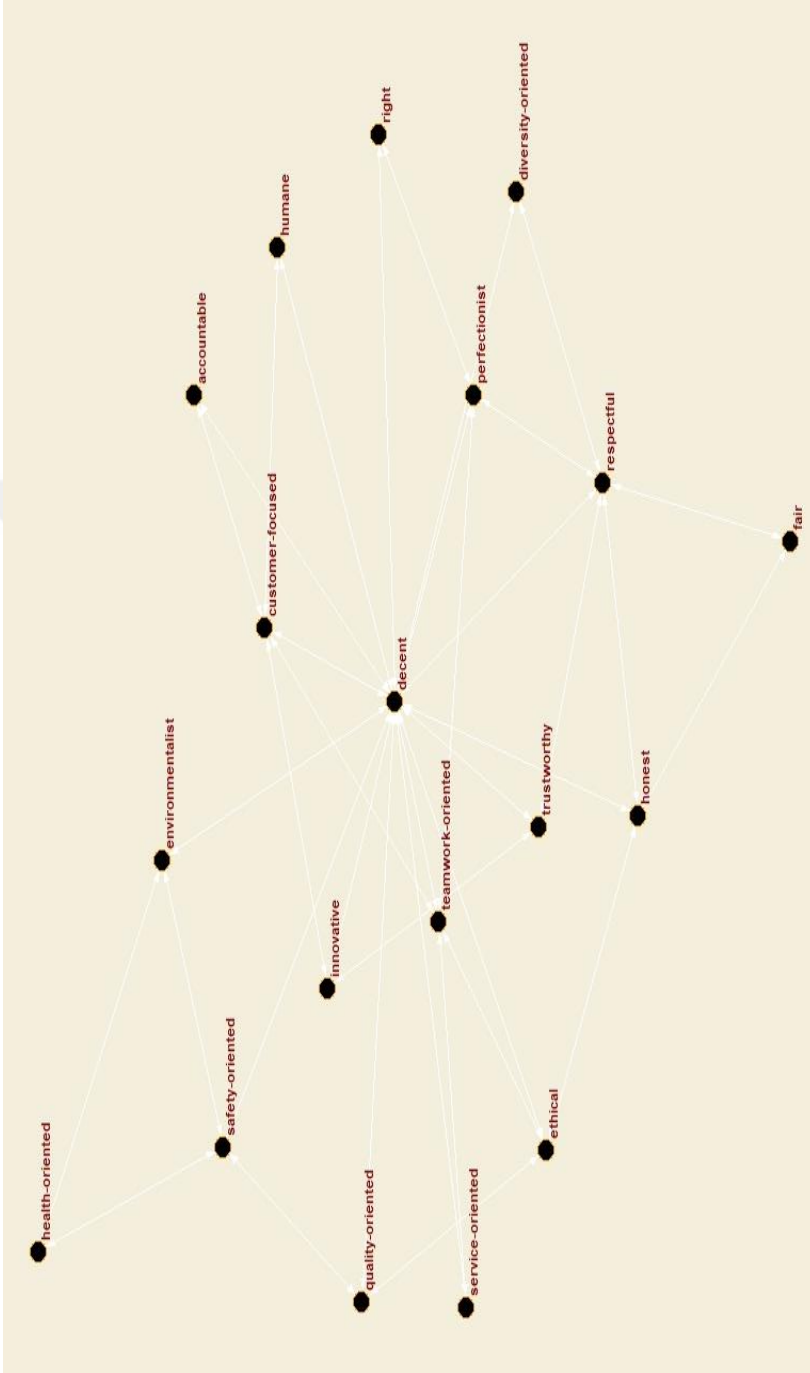 right
diversity-oriented
humane
accountable
perfectionist
respectful
customer-focused
fair
decent
environmentalist
trustworthy
honest
teamwork-oriented
innovative
safety-oriented
ethical
health-oriented
quality-oriented
service-oriented